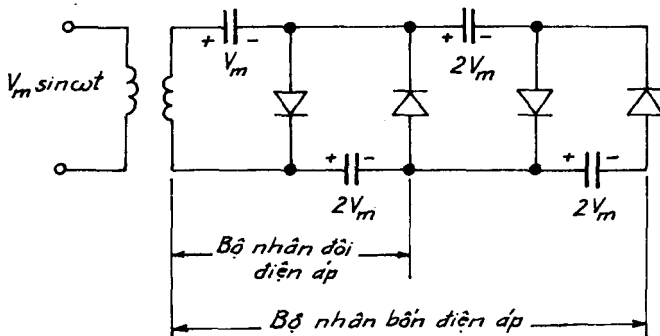 + -
V_m
+ -
2V_m
V_m sinωt
+ -
2V_m
+ -
2V_m
Bộ nhân đôi
điện áp
Bộ nhân bốn điện áp